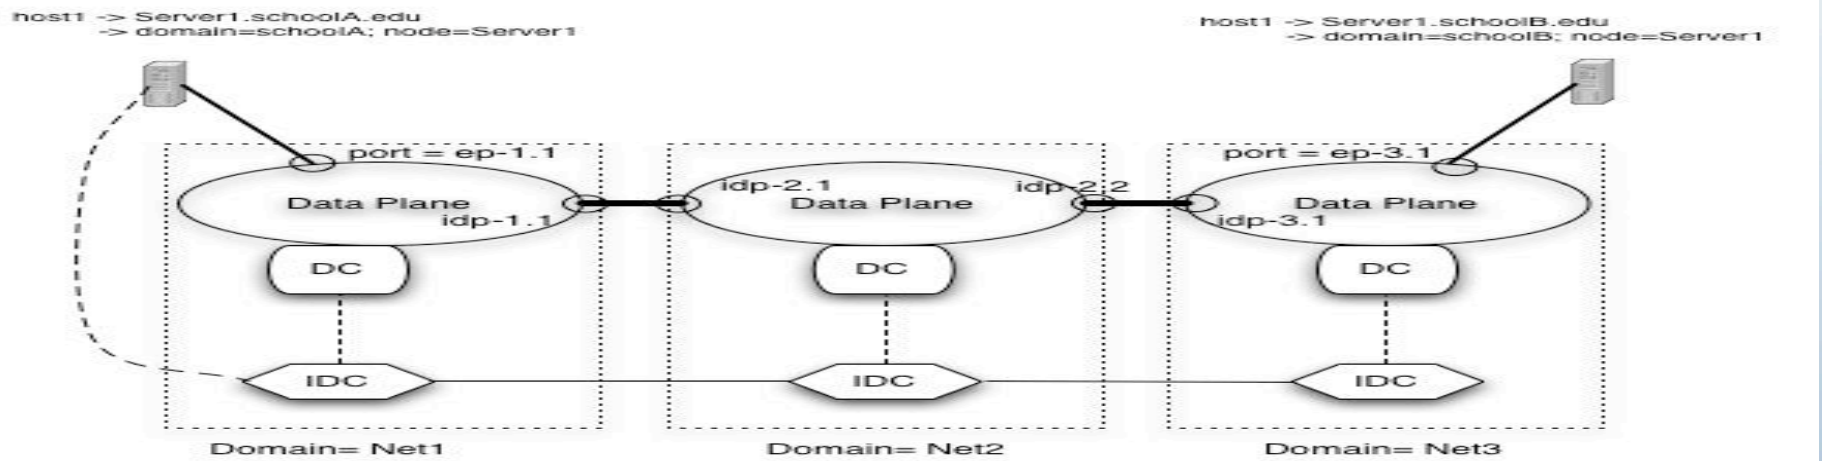 host1 -> Server1.schoolA.edu
-> domain=schoolA; node=Server1
host1 -> Server1.schoolB.edu
-> domain=schoolB; node=Server1
port = ep-1.1
Data Plane
idp-1.1
DC
IDC
Domain= Net1
idp-2.1
idp-2.2
Data Plane
DC
IDC
Domain= Net2
port = ep-3.1
Data Plane
idp-3.1
DC
IDC
Domain= Net3